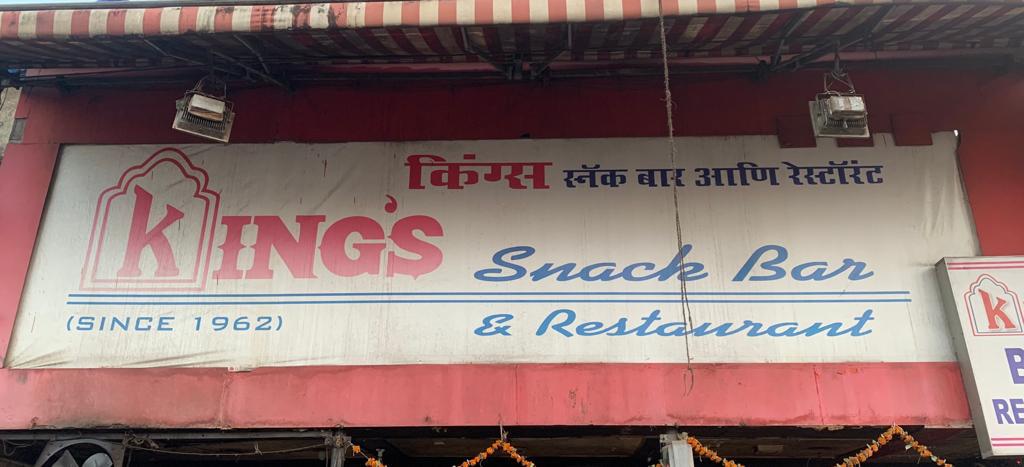 किंग्स स्नॅक बार आणि रेस्टॉरंट
KING'S
Snack Bar
(SINCE 1962)
& Restaurant
K